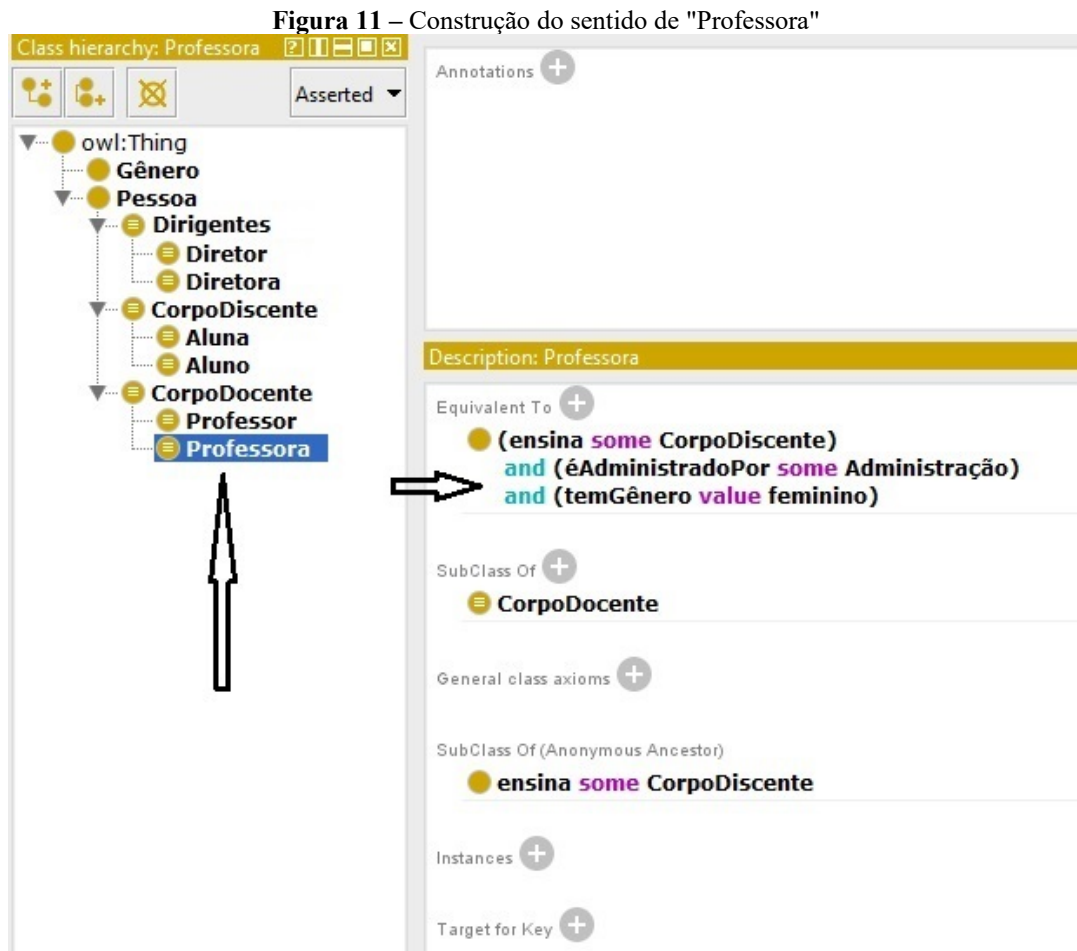 Figura 11 – Construção do sentido de "Professora"
Class hierarchy: Professora
Asserted
owl:Thing
Gênero
Pessoa
Dirigentes
Diretor
Diretora
CorpoDiscente
Aluna
Aluno
CorpoDocente
Professor
Professora
Annotations
Description: Professora
Equivalent To
(ensina some CorpoDiscente)
and (éAdministradoPor some Administração)
and (temGênero value feminino)
SubClass Of
CorpoDocente
General class axioms
SubClass Of (Anonymous Ancestor)
ensina some CorpoDiscente
Instances
Target for Key